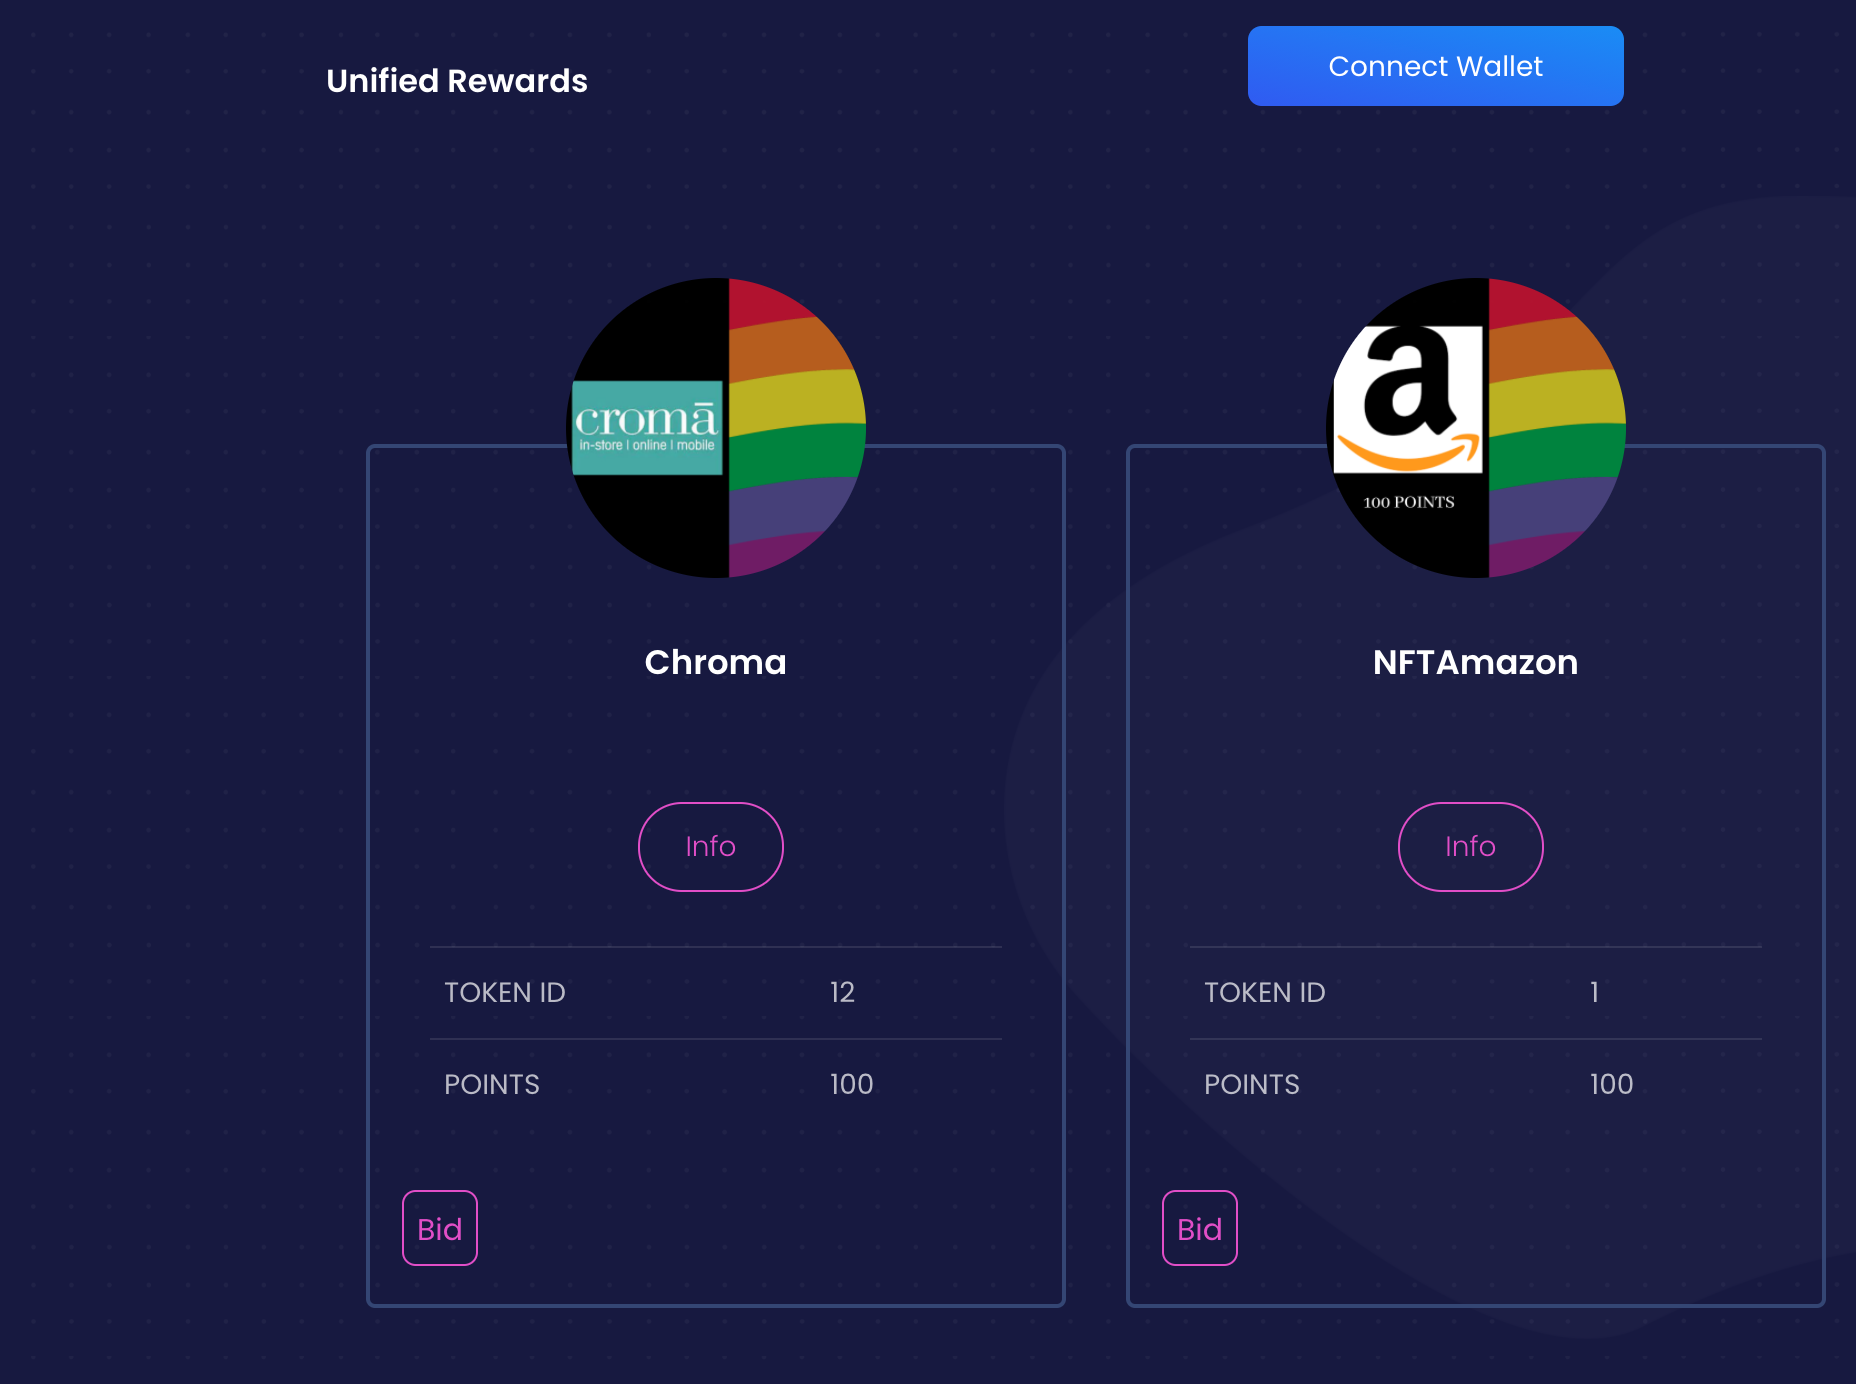 Unified Rewards
Connect Wallet
cromā
in-store | online | mobile
Chroma
Info
TOKEN ID 12
POINTS 100
Bid
a
100 POINTS
NFTAmazon
Info
TOKEN ID 1
POINTS 100
Bid